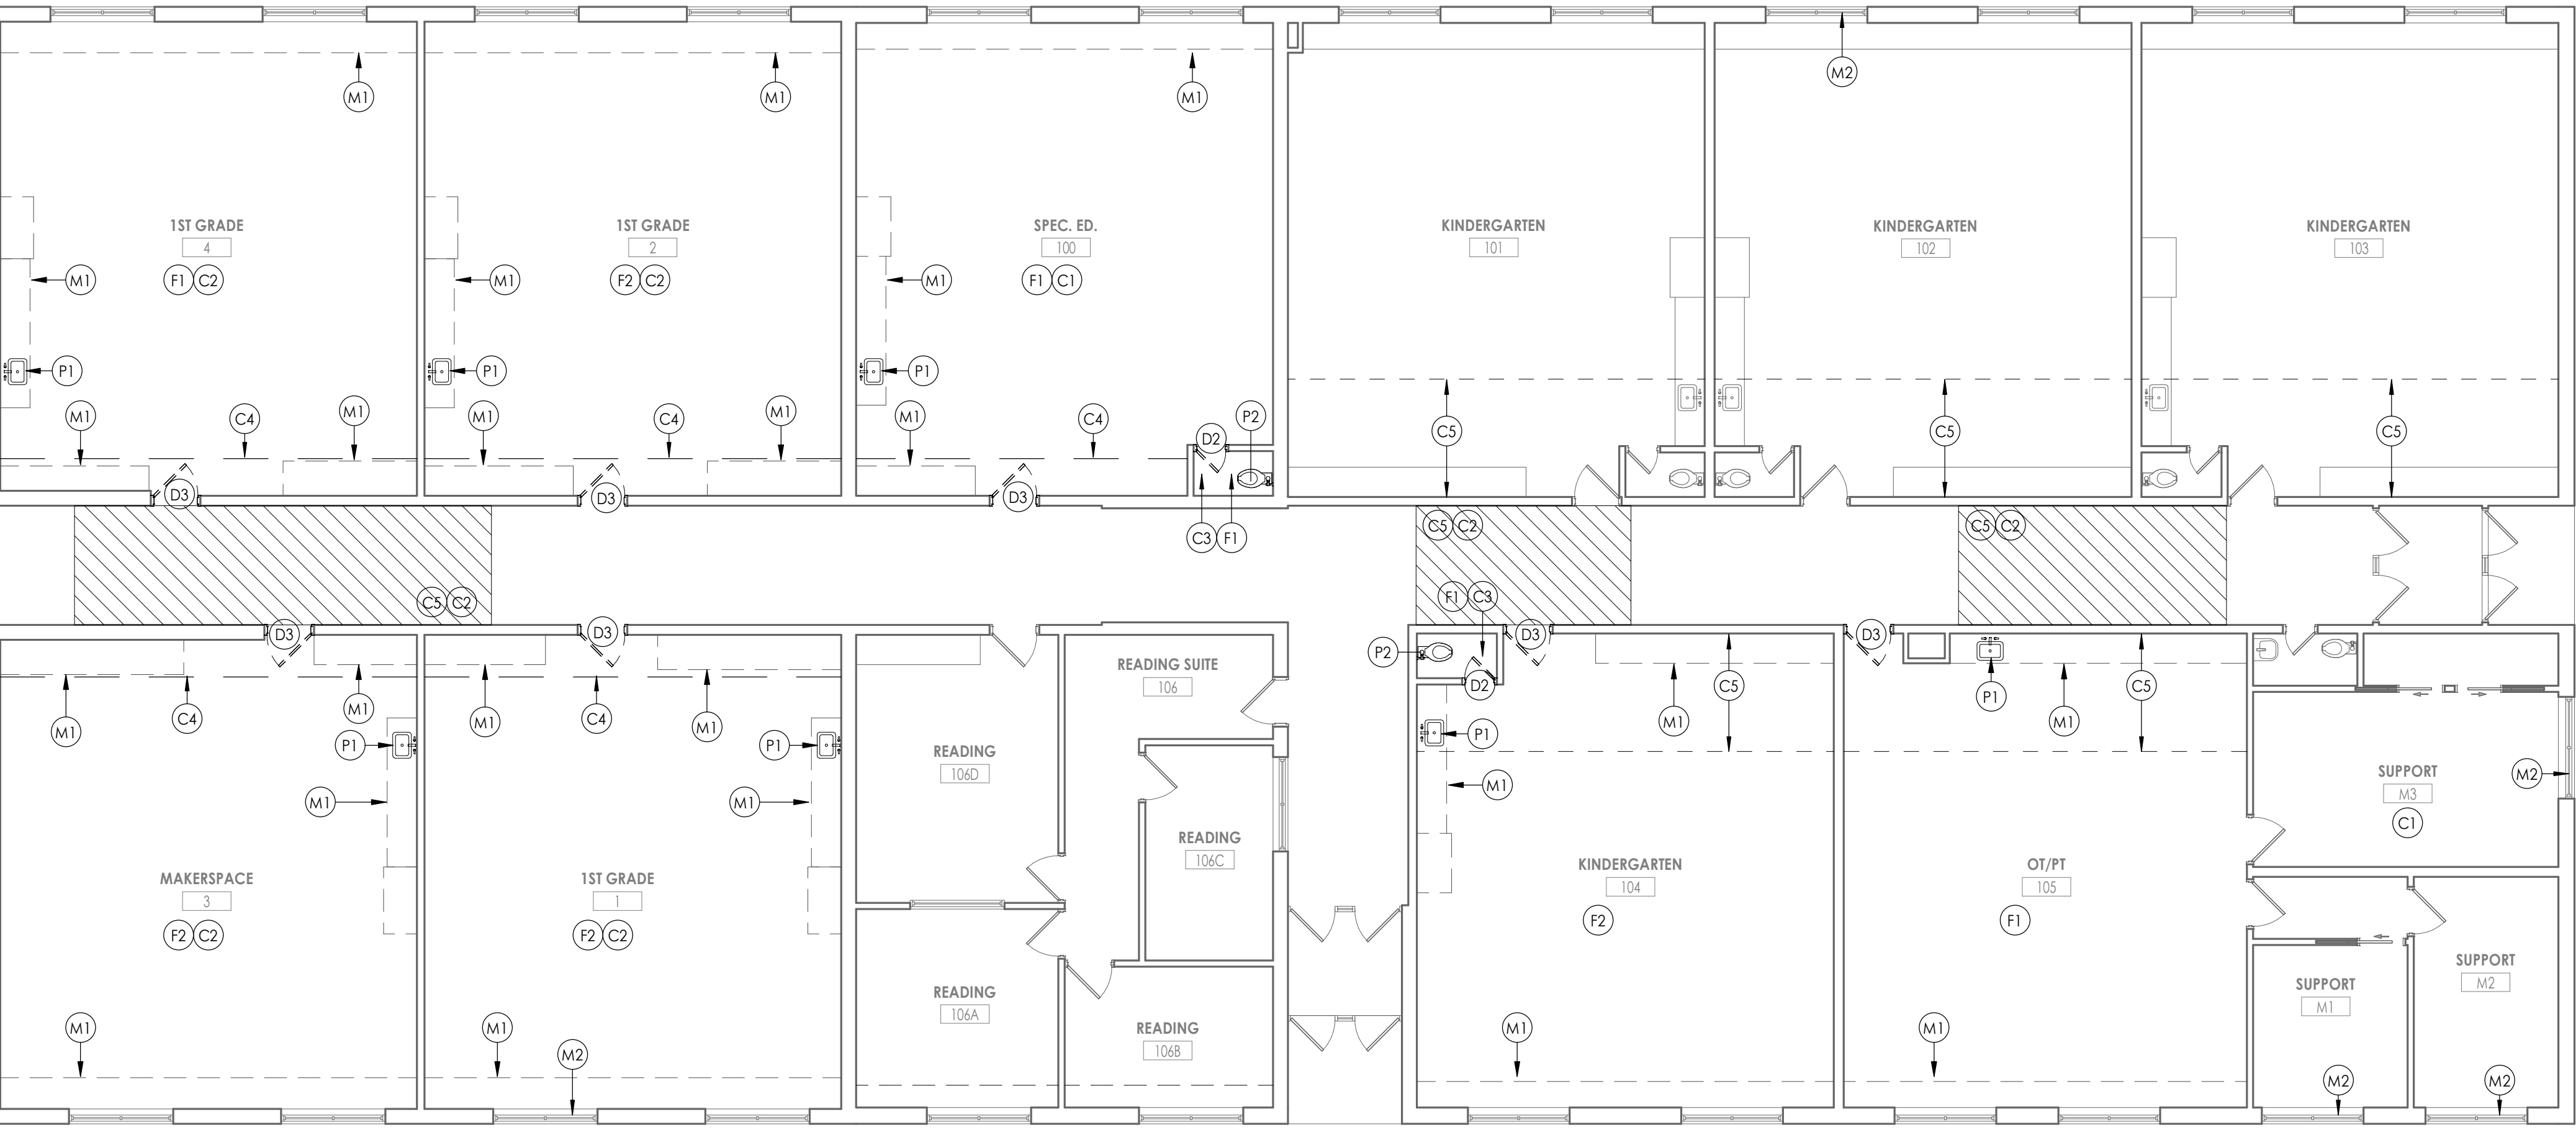 M1
M1
M1
M2
1ST GRADE
4
F1 C2
1ST GRADE
2
F2 C2
SPEC. ED.
100
F1 C1
KINDERGARTEN
101
KINDERGARTEN
102
KINDERGARTEN
103
M1
M1
M1
P1
P1
P1
M1
C4
M1
M1
C4
M1
M1
C4
D2
P2
C5
C5
C5
D3
D3
D3
C3 F1
C5 C2
C5 C2
C5 C2
F1 C3
D3
D3
D3
D3
P2
D2
M1
C4
M1
P1
M1
M1
C4
M1
P1
M1
READING SUITE
106
READING
106D
READING
106C
READING
106A
READING
106B
MAKERSPACE
3
F2 C2
1ST GRADE
1
F2 C2
M1
M1
M2
P1
M1
M1
C5
KINDERGARTEN
104
F2
M1
P1
M1
C5
OT/PT
105
F1
M1
SUPPORT
M3
C1
M2
SUPPORT
M1
M2
SUPPORT
M2
M2